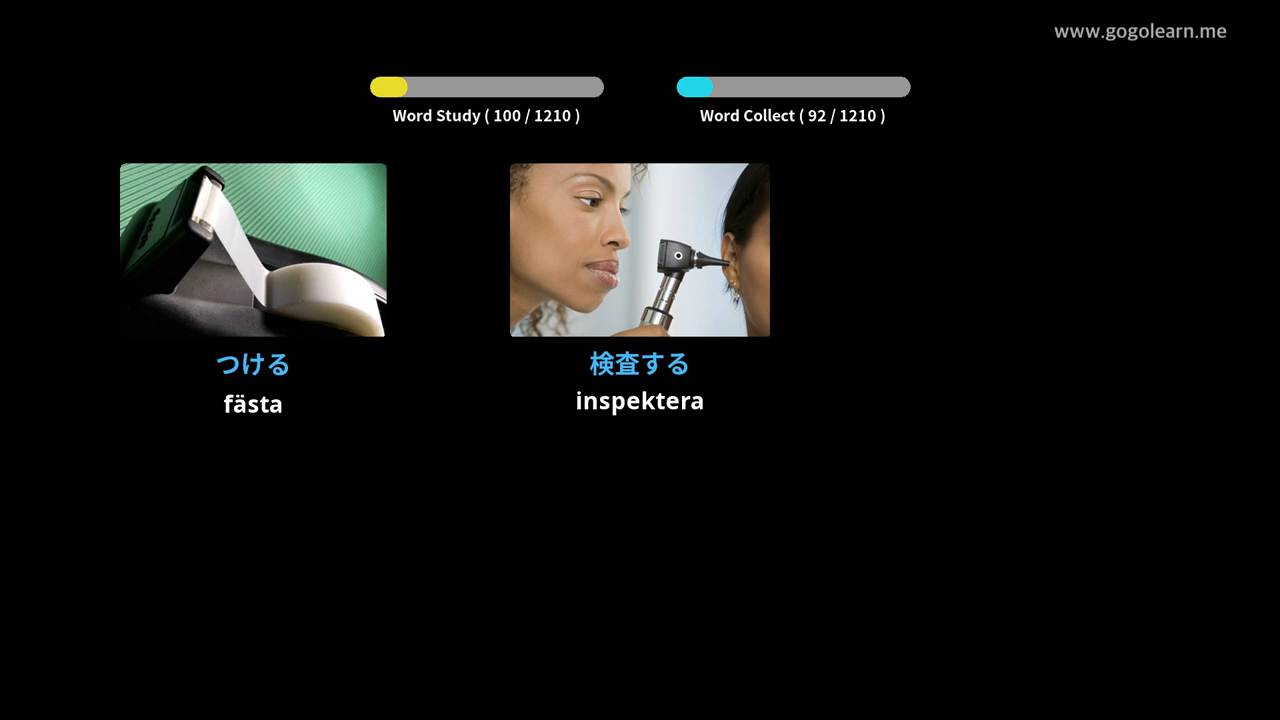 www.gogolearn.me
Word Study ( 100 / 1210 )
Word Collect ( 92 / 1210 )
つける
fästa
検査する
inspektera